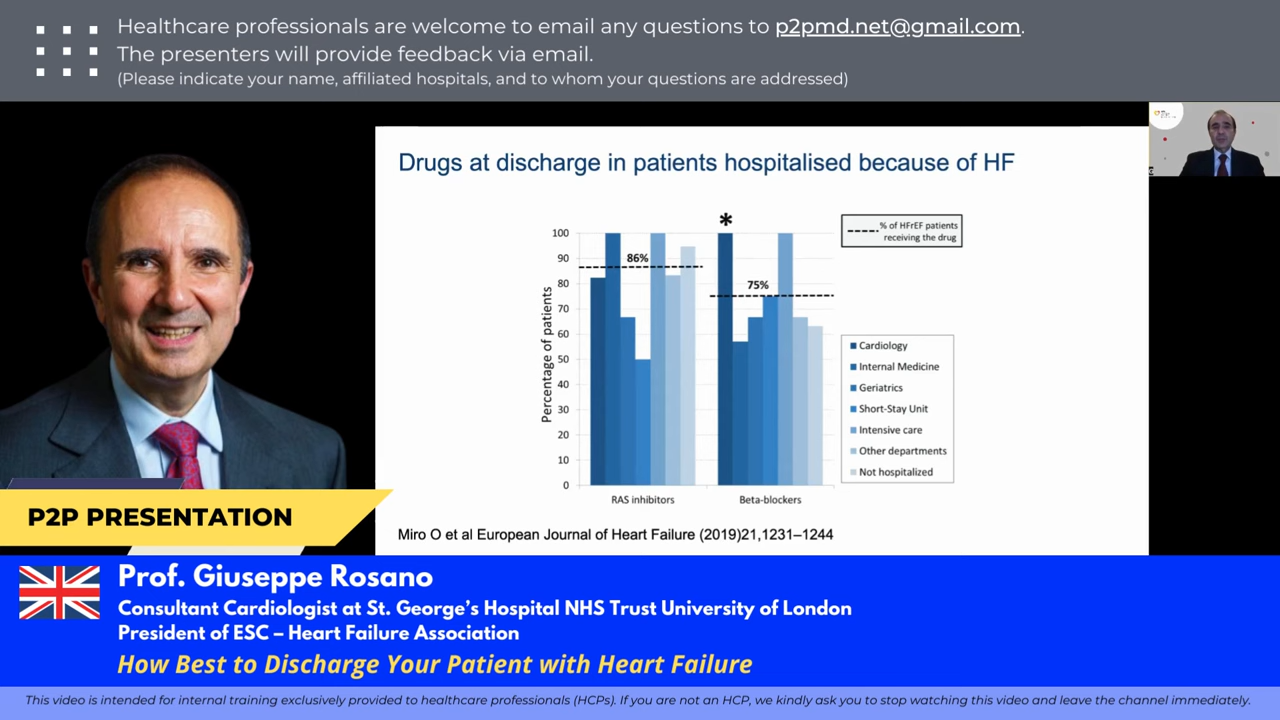 Healthcare professionals are welcome to email any questions to p2pmd.net@gmail.com.
The presenters will provide feedback via email.
(Please indicate your name, affiliated hospitals, and to whom your questions are addressed)
Drugs at discharge in patients hospitalised because of HF
*
% of HFrEF patients
receiving the drug
Percentage of patients
100
90
80
70
60
50
40
30
20
10
0
86%
75%
RAS inhibitors
Beta-blockers
Cardiology
Internal Medicine
Geriatrics
Short-Stay Unit
Intensive care
Other departments
Not hospitalized
Miro O et al European Journal of Heart Failure (2019)21,1231–1244
P2P PRESENTATION
Prof. Giuseppe Rosano
Consultant Cardiologist at St. George's Hospital NHS Trust University of London
President of ESC – Heart Failure Association
How Best to Discharge Your Patient with Heart Failure
This video is intended for internal training exclusively provided to healthcare professionals (HCPs). If you are not an HCP, we kindly ask you to stop watching this video and leave the channel immediately.